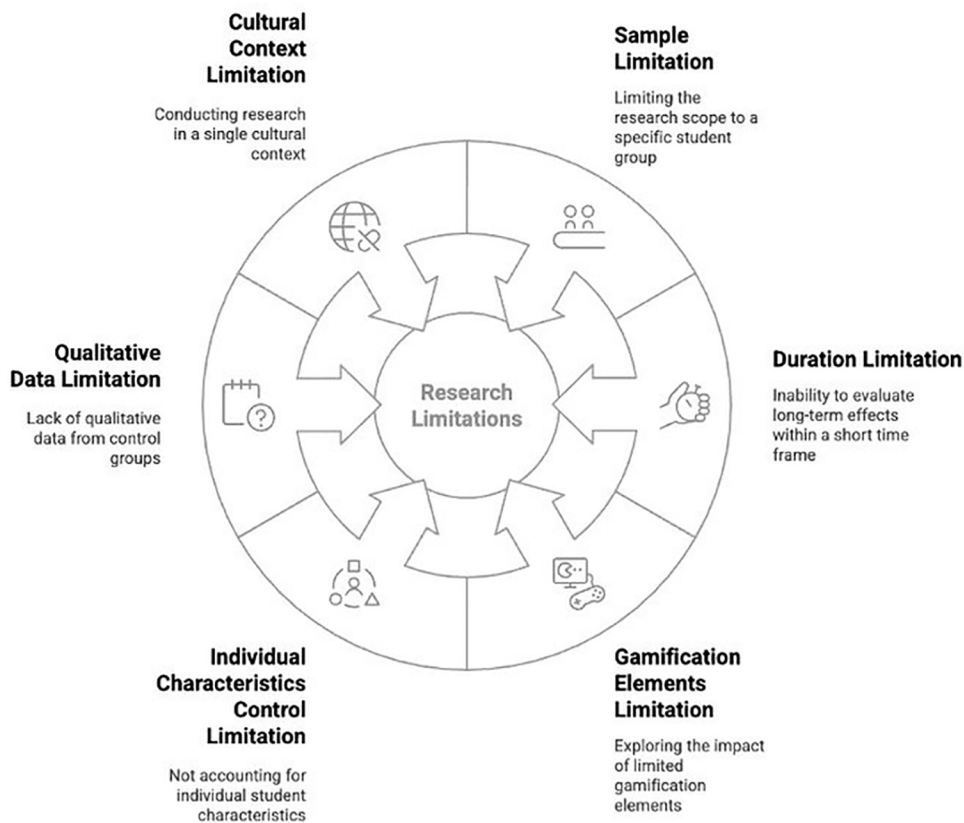 Cultural
Context
Limitation
Conducting research
in a single cultural
context
Sample
Limitation
Limiting the
research scope to a
specific student
group
Qualitative
Data Limitation
Lack of qualitative
data from control
groups
Research
Limitations
Duration Limitation
Inability to evaluate
long-term effects
within a short time
frame
Individual
Characteristics
Control
Limitation
Not accounting for
individual student
characteristics
Gamification
Elements
Limitation
Exploring the impact
of limited
gamification
elements